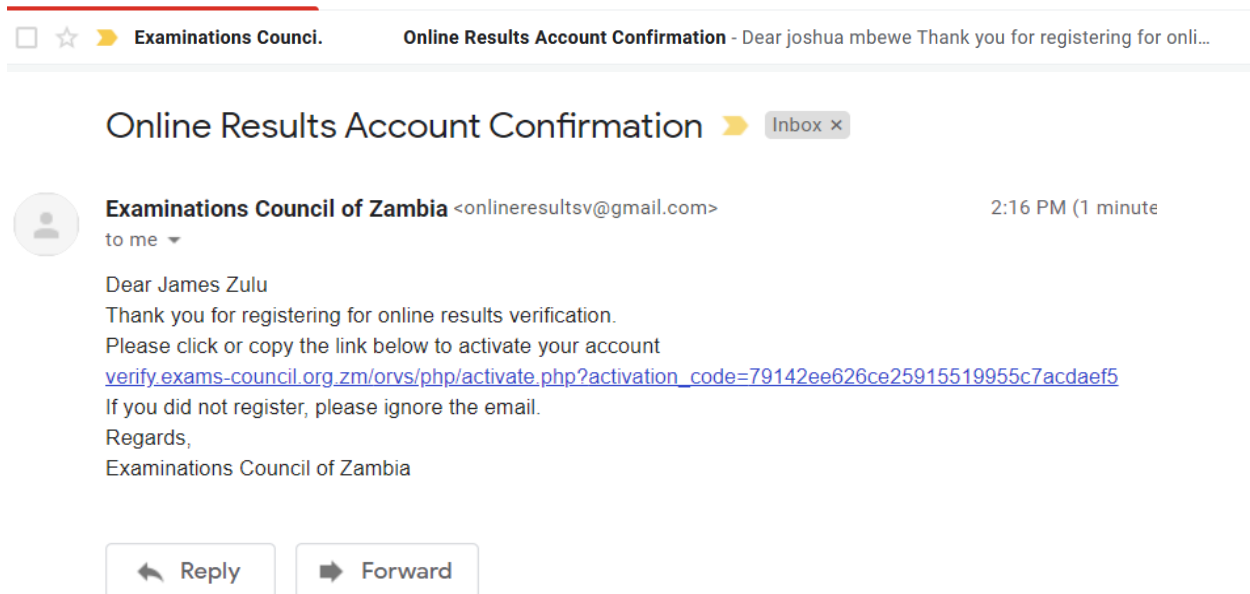 Examinations Counci. Online Results Account Confirmation - Dear joshua mbewe Thank you for registering for onli...
Online Results Account Confirmation Inbox ×
Examinations Council of Zambia <onlineresultsv@gmail.com> 2:16 PM (1 minute
to me
Dear James Zulu
Thank you for registering for online results verification.
Please click or copy the link below to activate your account
verify.exams-council.org.zm/orvs/php/activate.php?activation_code=79142ee626ce25915519955c7acdaef5
If you did not register, please ignore the email.
Regards,
Examinations Council of Zambia
Reply Forward